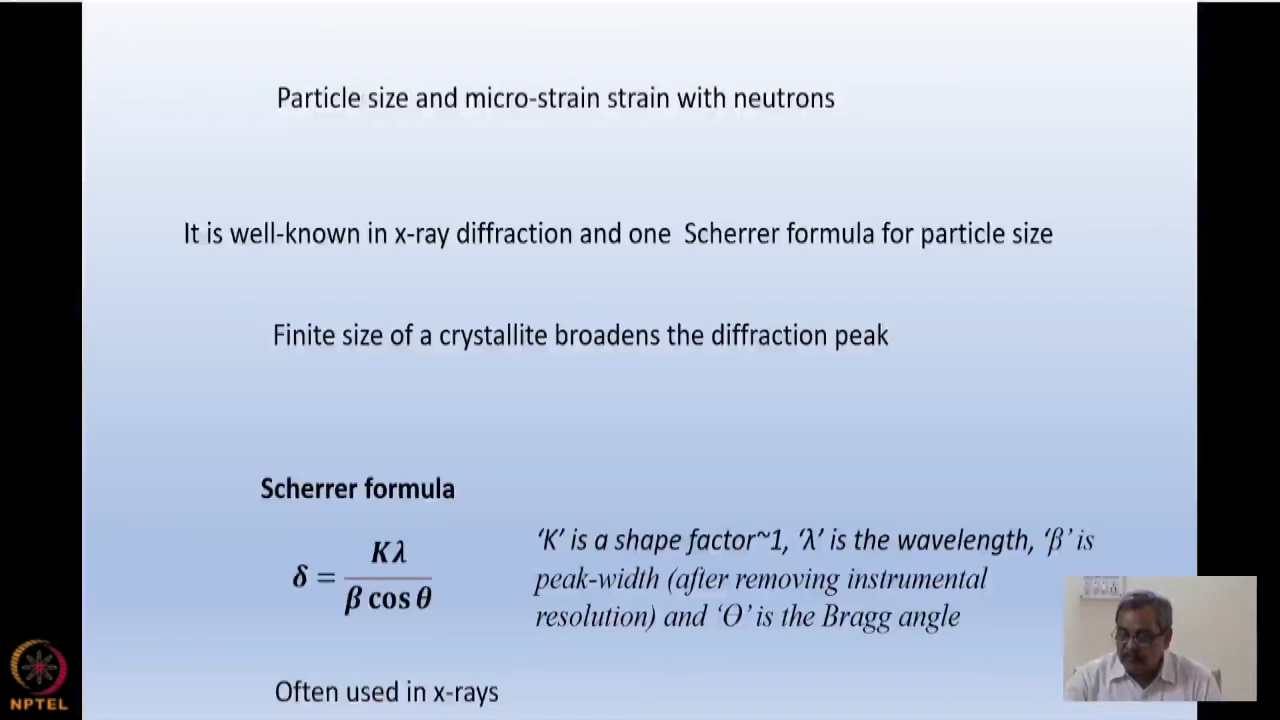 Particle size and micro-strain strain with neutrons
It is well-known in x-ray diffraction and one Scherrer formula for particle size
Finite size of a crystallite broadens the diffraction peak
Scherrer formula
δ = Kλ / β cos θ
‘K’ is a shape factor~1, ‘λ’ is the wavelength, ‘β’ is
peak-width (after removing instrumental
resolution) and ‘Θ’ is the Bragg angle
Often used in x-rays
NPTEL